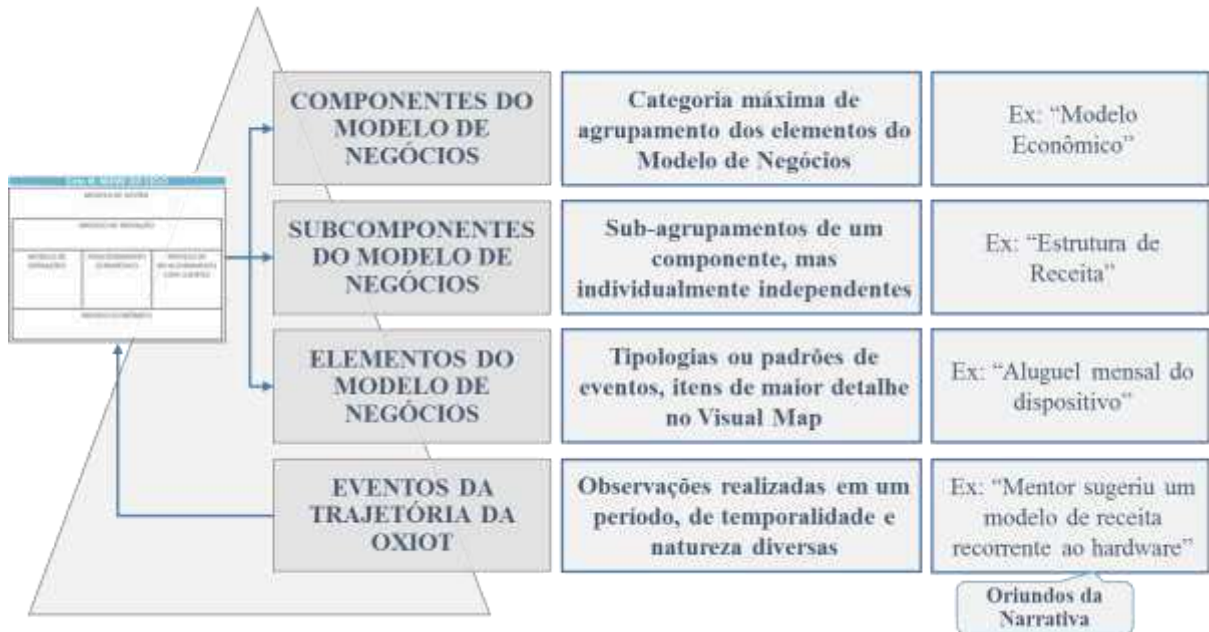 COMPONENTES DO
MODELO DE
NEGÓCIOS
Categoria máxima de
agrupamento dos elementos do
Modelo de Negócios
Ex: “Modelo
Econômico”
SUBCOMPONENTES
DO MODELO DE
NEGÓCIOS
Sub-agrupamentos de um
componente, mas
individualmente independentes
Ex: “Estrutura de
Receita”
ELEMENTOS DO
MODELO DE
NEGÓCIOS
Tipologias ou padrões de
eventos, itens de maior detalhe
no Visual Map
Ex: “Aluguel mensal do
dispositivo”
EVENTOS DA
TRAJETÓRIA DA
OXIOT
Observações realizadas em um
período, de temporalidade e
natureza diversas
Ex: “Mentor sugeriu um
modelo de receita
recorrente ao hardware”
Oriundos da
Narrativa